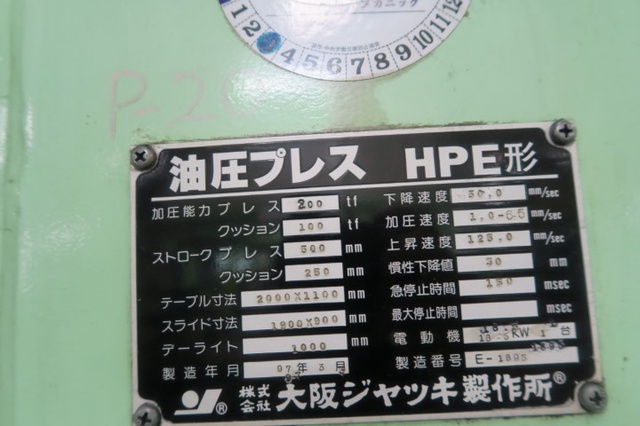 1 2 4 5 6 7 8 9 10 11 12
P-2
油圧プレス HPE形
加圧能力プレス 200 tf
クッション 100 tf
ストロークプレス 500 mm
クッション 250 mm
テーブル寸法 2000X1100 mm
スライド寸法 1900X900 mm
デーライト 1000 mm
製造年月 97年3月
下降速度 50.0 mm/sec
加圧速度 1.0-6.5 mm/sec
上昇速度 125.0 mm/sec
慣性下降値 30 mm
急停止時間 150 msec
最大停止時間 msec
電動機 18.5KW 1台
製造番号 E-1895
® 株式会社 大阪ジヤツキ製作所®